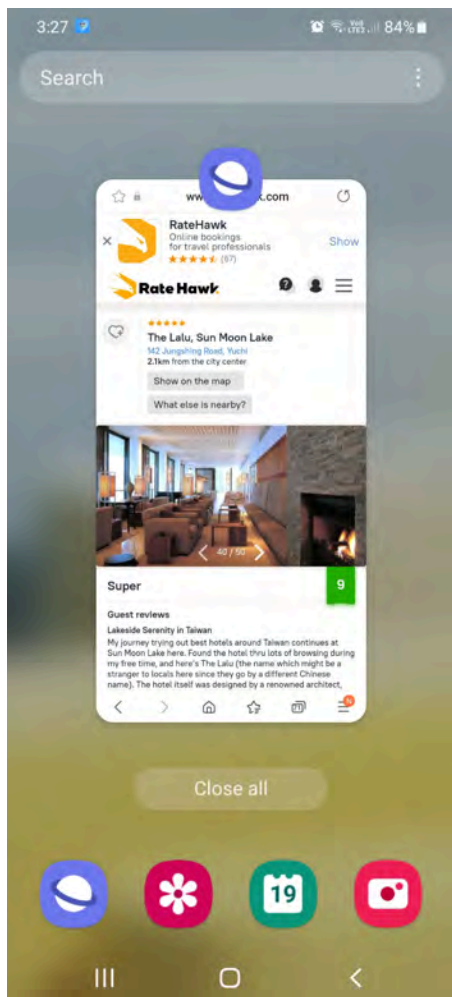 3:27
84%
Search
.com
RateHawk
Online bookings
for travel professionals
(97)
Show
Rate Hawk
The Lalu, Sun Moon Lake
142 Jungshing Road, Yuchi
2.1km from the city center
Show on the map
What else is nearby?
40 / 50
Super
9
Guest reviews
Lakeside Serenity in Taiwan
My journey trying out best hotels around Taiwan continues at
Sun Moon Lake here. Found the hotel thru lots of browsing during
my free time, and here's The Lalu (the name which might be a
stranger to locals here since they go by a different Chinese
name). The hotel itself was designed by a renowned architect,
Close all
19